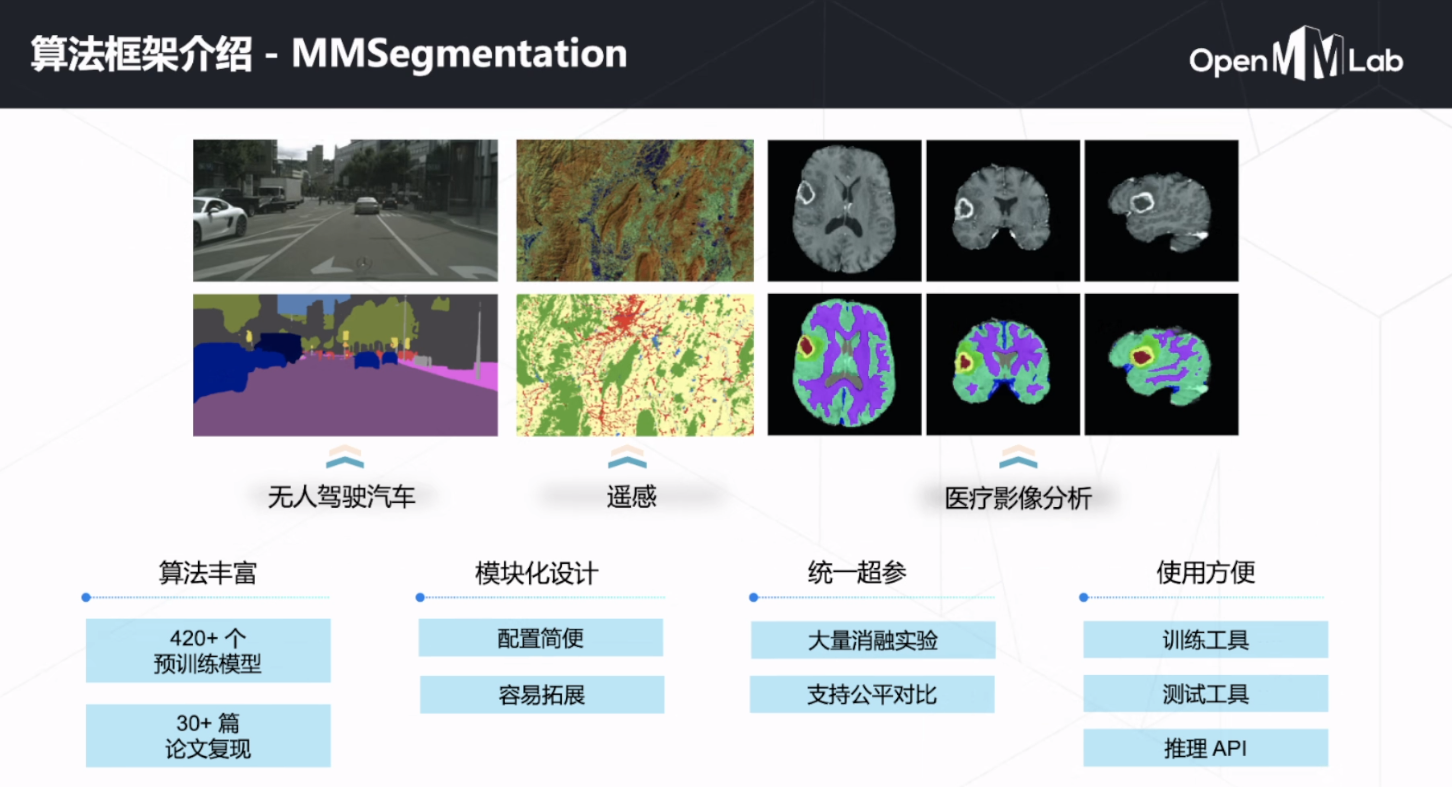 算法框架介绍 - MMSegmentation
OpenMMLab
无人驾驶汽车
遥感
医疗影像分析
算法丰富
420+ 个
预训练模型
30+ 篇
论文复现
模块化设计
配置简便
容易拓展
统一超参
大量消融实验
支持公平对比
使用方便
训练工具
测试工具
推理 API